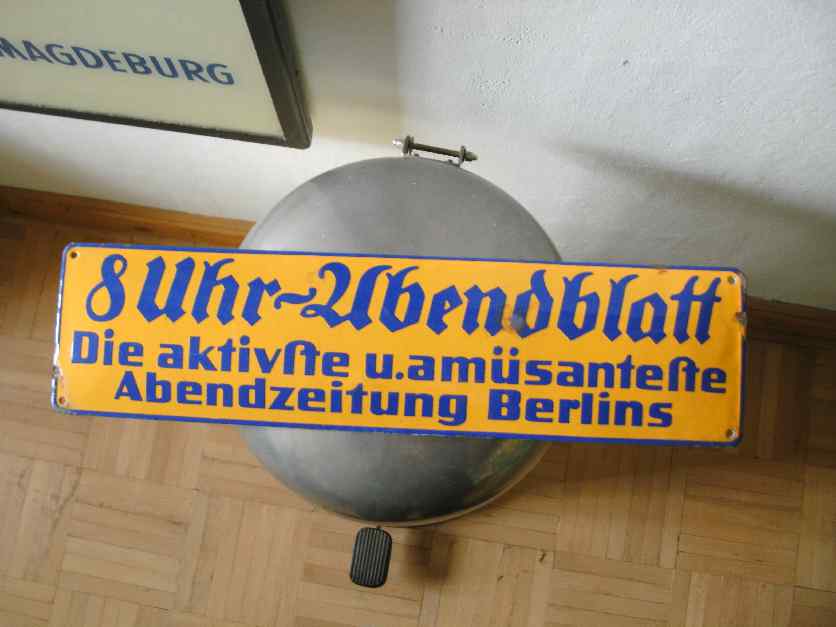 MAGDEBURG
8 Uhr-Abendblatt
Die aktivſte u.amüsanteſte
Abendzeitung Berlins